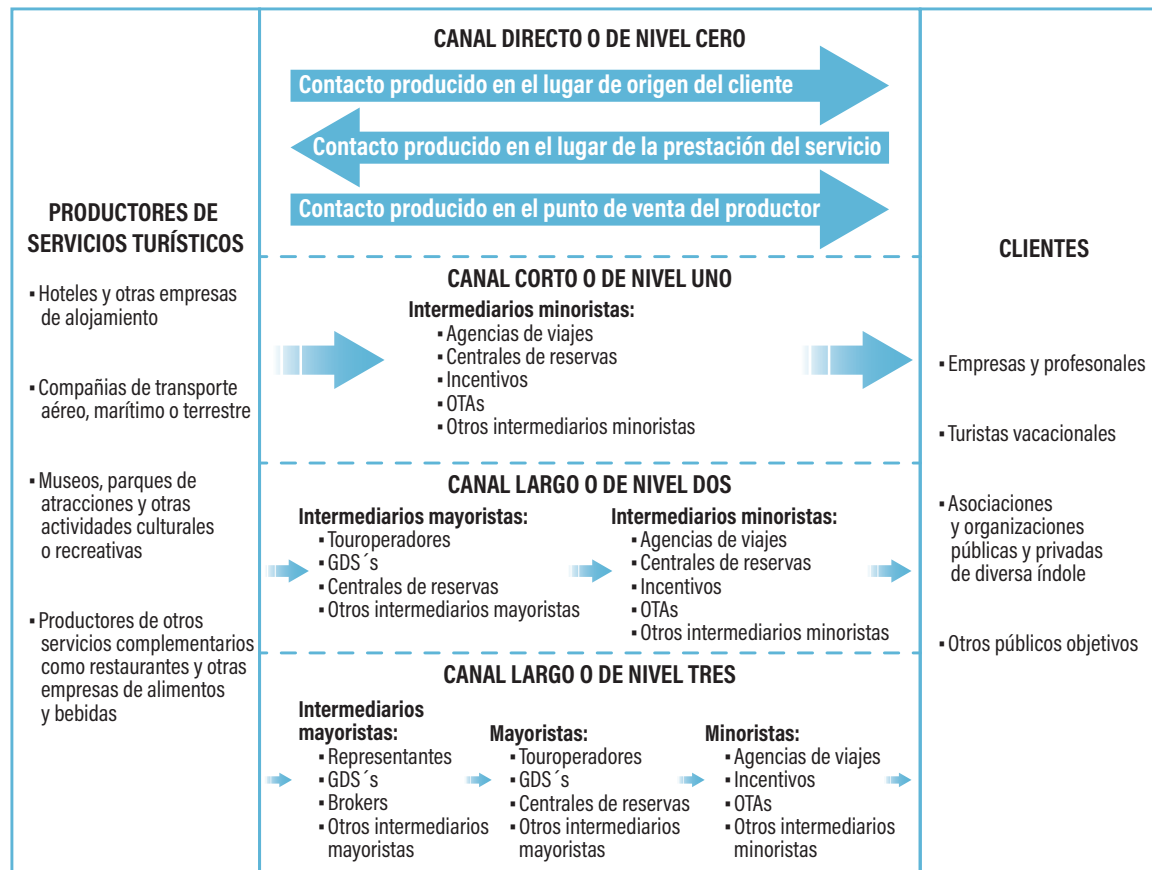 PRODUCTORES DE
SERVICIOS TURÍSTICOS
▪ Hoteles y otras empresas
de alojamiento
▪ Compañias de transporte
aéreo, marítimo o terrestre
▪ Museos, parques de
atracciones y otras
actividades culturales
o recreativas
▪ Productores de otros
servicios complementarios
como restaurantes y otras
empresas de alimentos
y bebidas
CANAL DIRECTO O DE NIVEL CERO
Contacto producido en el lugar de origen del cliente
Contacto producido en el lugar de la prestación del servicio
Contacto producido en el punto de venta del productor
CANAL CORTO O DE NIVEL UNO
Intermediarios minoristas:
▪ Agencias de viajes
▪ Centrales de reservas
▪ Incentivos
▪ OTAs
▪ Otros intermediarios minoristas
CANAL LARGO O DE NIVEL DOS
Intermediarios mayoristas:
▪ Touroperadores
▪ GDS´s
▪ Centrales de reservas
▪ Otros intermediarios mayoristas
Intermediarios minoristas:
▪ Agencias de viajes
▪ Centrales de reservas
▪ Incentivos
▪ OTAs
▪ Otros intermediarios minoristas
CANAL LARGO O DE NIVEL TRES
Intermediarios
mayoristas:
▪ Representantes
▪ GDS´s
▪ Brokers
▪ Otros intermediarios
mayoristas
Mayoristas:
▪ Touroperadores
▪ GDS´s
▪ Centrales de reservas
▪ Otros intermediarios
mayoristas
Minoristas:
▪ Agencias de viajes
▪ Incentivos
▪ OTAs
▪ Otros intermediarios
minoristas
CLIENTES
▪ Empresas y profesionales
▪ Turistas vacacionales
▪ Asociaciones
y organizaciones
públicas y privadas
de diversa índole
▪ Otros públicos objetivos